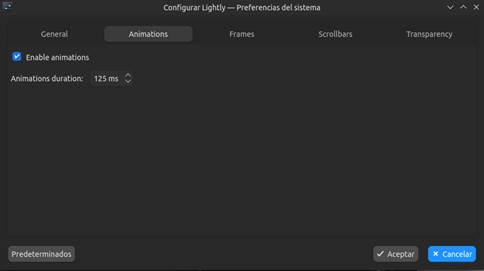 Configurar Lightly — Preferencias del sistema
General Animations Frames Scrollbars Transparency
Enable animations
Animations duration: 125 ms
Predeterminados Aceptar Cancelar